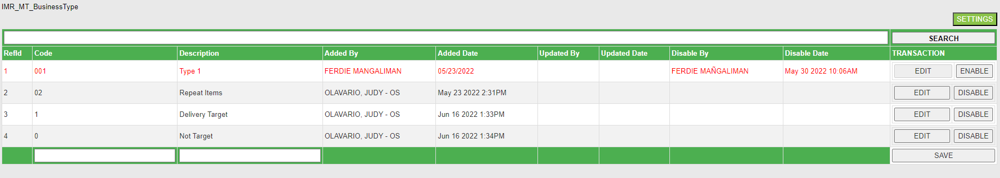 IMR_MT_BusinessType
SETTINGS
SEARCH
RefId Code Description Added By Added Date Updated By Updated Date Disable By Disable Date TRANSACTION
1 001 Type 1 FERDIE MANGALIMAN 05/23/2022 FERDIE MAÑGALIMAN May 30 2022 10:06AM EDIT ENABLE
2 02 Repeat Items OLAVARIO, JUDY - OS May 23 2022 2:31PM EDIT DISABLE
3 1 Delivery Target OLAVARIO, JUDY - OS Jun 16 2022 1:33PM EDIT DISABLE
4 0 Not Target OLAVARIO, JUDY - OS Jun 16 2022 1:34PM EDIT DISABLE
SAVE